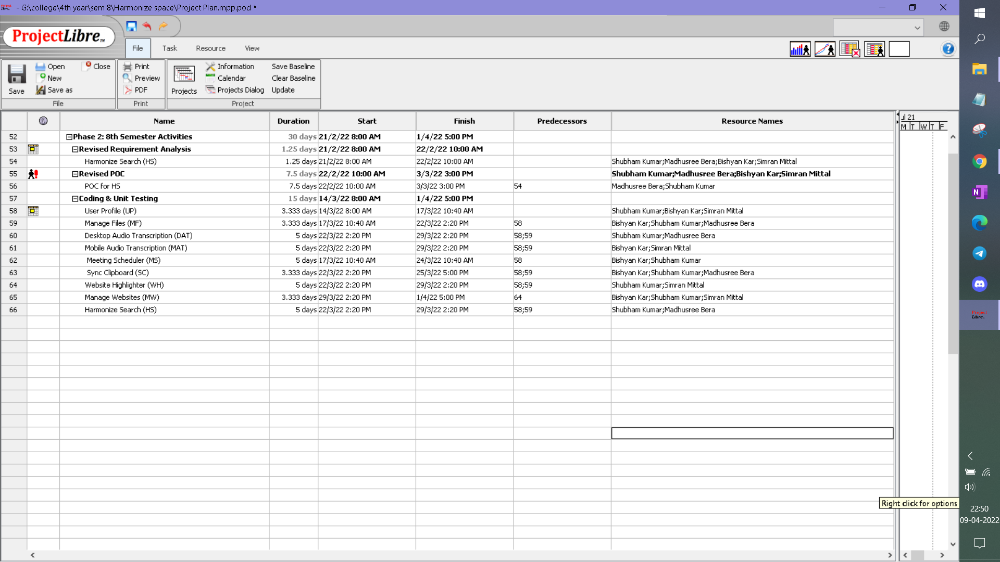 - G:\college\4th year\sem 8\Harmonize space\Project Plan.mpp.pod *
ProjectLibre
File Task Resource View
Save Open New Save as Close File
Print Preview PDF Print
Projects Information Calendar Projects Dialog Save Baseline Clear Baseline Update Project
Name Duration Start Finish Predecessors Resource Names
52 Phase 2: 8th Semester Activities 30 days 21/2/22 8:00 AM 1/4/22 5:00 PM
53 Revised Requirement Analysis 1.25 days 21/2/22 8:00 AM 22/2/22 10:00 AM
54 Harmonize Search (HS) 1.25 days 21/2/22 8:00 AM 22/2/22 10:00 AM Shubham Kumar;Madhusree Bera;Bishyan Kar;Simran Mittal
55 Revised POC 7.5 days 22/2/22 10:00 AM 3/3/22 3:00 PM Shubham Kumar;Madhusree Bera;Bishyan Kar;Simran Mittal
56 POC for HS 7.5 days 22/2/22 10:00 AM 3/3/22 3:00 PM 54 Madhusree Bera;Shubham Kumar
57 Coding & Unit Testing 15 days 14/3/22 8:00 AM 1/4/22 5:00 PM
58 User Profile (UP) 3.333 days 14/3/22 8:00 AM 17/3/22 10:40 AM Shubham Kumar;Bishyan Kar;Simran Mittal
59 Manage Files (MF) 3.333 days 17/3/22 10:40 AM 22/3/22 2:20 PM 58 Bishyan Kar;Shubham Kumar;Madhusree Bera
60 Desktop Audio Transcription (DAT) 5 days 22/3/22 2:20 PM 29/3/22 2:20 PM 58;59 Shubham Kumar;Madhusree Bera
61 Mobile Audio Transcription (MAT) 5 days 22/3/22 2:20 PM 29/3/22 2:20 PM 58;59 Bishyan Kar;Simran Mittal
62 Meeting Scheduler (MS) 5 days 17/3/22 10:40 AM 24/3/22 10:40 AM 58 Bishyan Kar;Shubham Kumar
63 Sync Clipboard (SC) 3.333 days 22/3/22 2:20 PM 25/3/22 5:00 PM 58;59 Bishyan Kar;Shubham Kumar;Madhusree Bera
64 Website Highlighter (WH) 5 days 22/3/22 2:20 PM 29/3/22 2:20 PM 58;59 Shubham Kumar;Simran Mittal
65 Manage Websites (MW) 3.333 days 29/3/22 2:20 PM 1/4/22 5:00 PM 64 Bishyan Kar;Shubham Kumar;Simran Mittal
66 Harmonize Search (HS) 5 days 22/3/22 2:20 PM 29/3/22 2:20 PM 58;59 Shubham Kumar;Madhusree Bera
21
M T W T F
Right click for options
Project Libre
22:50
09-04-2022